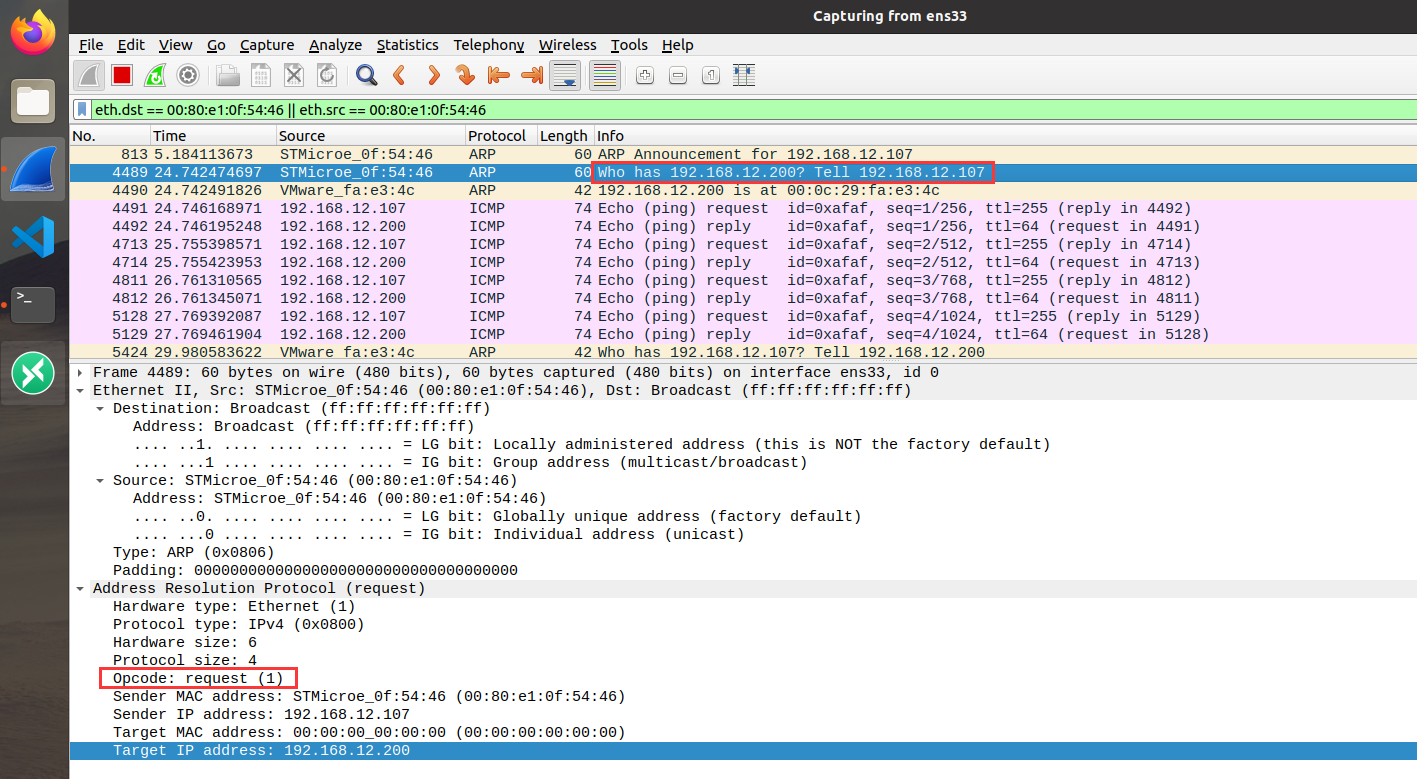 Capturing from ens33
File Edit View Go Capture Analyze Statistics Telephony Wireless Tools Help
eth.dst == 00:80:e1:0f:54:46 || eth.src == 00:80:e1:0f:54:46
No. Time Source Protocol Length Info
813 5.184113673 STMicroe_0f:54:46 ARP 60 ARP Announcement for 192.168.12.107
4489 24.742474697 STMicroe_0f:54:46 ARP 60 Who has 192.168.12.200? Tell 192.168.12.107
4490 24.742491826 VMware_fa:e3:4c ARP 42 192.168.12.200 is at 00:0c:29:fa:e3:4c
4491 24.746168971 192.168.12.107 ICMP 74 Echo (ping) request id=0xafaf, seq=1/256, ttl=255 (reply in 4492)
4492 24.746195248 192.168.12.200 ICMP 74 Echo (ping) reply id=0xafaf, seq=1/256, ttl=64 (request in 4491)
4713 25.755398571 192.168.12.107 ICMP 74 Echo (ping) request id=0xafaf, seq=2/512, ttl=255 (reply in 4714)
4714 25.755423953 192.168.12.200 ICMP 74 Echo (ping) reply id=0xafaf, seq=2/512, ttl=64 (request in 4713)
4811 26.761310565 192.168.12.107 ICMP 74 Echo (ping) request id=0xafaf, seq=3/768, ttl=255 (reply in 4812)
4812 26.761345071 192.168.12.200 ICMP 74 Echo (ping) reply id=0xafaf, seq=3/768, ttl=64 (request in 4811)
5128 27.769392087 192.168.12.107 ICMP 74 Echo (ping) request id=0xafaf, seq=4/1024, ttl=255 (reply in 5129)
5129 27.769461904 192.168.12.200 ICMP 74 Echo (ping) reply id=0xafaf, seq=4/1024, ttl=64 (request in 5128)
5424 29.980583622 VMware_fa:e3:4c ARP 42 Who has 192.168.12.107? Tell 192.168.12.200
Frame 4489: 60 bytes on wire (480 bits), 60 bytes captured (480 bits) on interface ens33, id 0
Ethernet II, Src: STMicroe_0f:54:46 (00:80:e1:0f:54:46), Dst: Broadcast (ff:ff:ff:ff:ff:ff)
Destination: Broadcast (ff:ff:ff:ff:ff:ff)
Address: Broadcast (ff:ff:ff:ff:ff:ff)
.... ..1. .... .... .... .... = LG bit: Locally administered address (this is NOT the factory default)
.... ...1 .... .... .... .... = IG bit: Group address (multicast/broadcast)
Source: STMicroe_0f:54:46 (00:80:e1:0f:54:46)
Address: STMicroe_0f:54:46 (00:80:e1:0f:54:46)
.... ..0. .... .... .... .... = LG bit: Globally unique address (factory default)
.... ...0 .... .... .... .... = IG bit: Individual address (unicast)
Type: ARP (0x0806)
Padding: 000000000000000000000000000000000000
Address Resolution Protocol (request)
Hardware type: Ethernet (1)
Protocol type: IPv4 (0x0800)
Hardware size: 6
Protocol size: 4
Opcode: request (1)
Sender MAC address: STMicroe_0f:54:46 (00:80:e1:0f:54:46)
Sender IP address: 192.168.12.107
Target MAC address: 00:00:00_00:00:00 (00:00:00:00:00:00)
Target IP address: 192.168.12.200